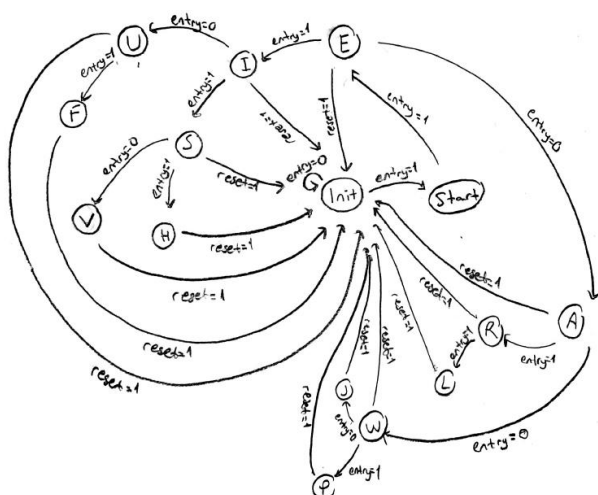 entry=0
U
entry=1
entry=1
I
E
F
entry=1
reset=1
entry=1
S
entry=0
entry=1
reset=1
entry=0
reset=1
entry=1
entry=0
Init
Start
V
H
reset=1
reset=1
reset=1
reset=1
reset=1
reset=1
reset=1
R
A
entry=1
entry=1
L
reset=1
reset=1
reset=1
J
entry=0
W
entry=0
entry=1
φ